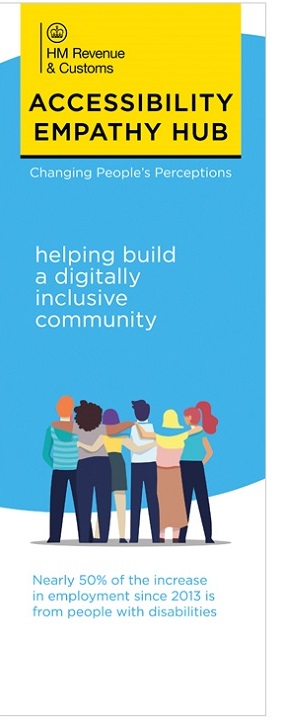 HM Revenue
& Customs
ACCESSIBILITY
EMPATHY HUB
Changing People's Perceptions
helping build
a digitally
inclusive
community
Nearly 50% of the increase
in employment since 2013 is
from people with disabilities